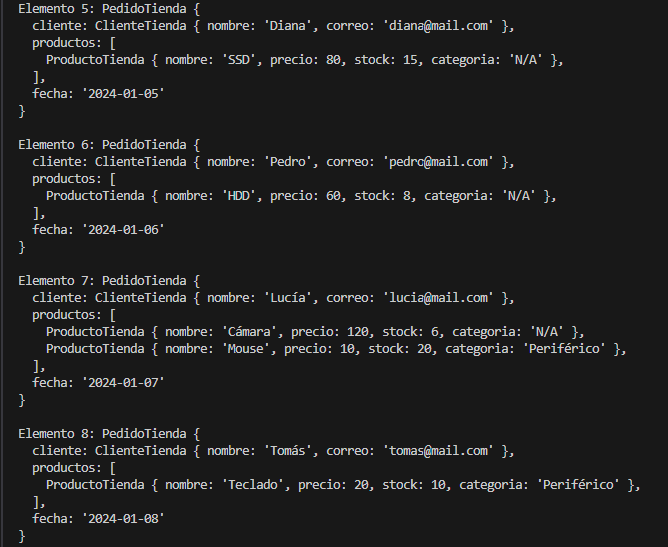 Elemento 5: PedidoTienda {
  cliente: ClienteTienda { nombre: 'Diana', correo: 'diana@mail.com' },
  productos: [
    ProductoTienda { nombre: 'SSD', precio: 80, stock: 15, categoria: 'N/A' },
  ],
  fecha: '2024-01-05'
}

Elemento 6: PedidoTienda {
  cliente: ClienteTienda { nombre: 'Pedro', correo: 'pedro@mail.com' },
  productos: [
    ProductoTienda { nombre: 'HDD', precio: 60, stock: 8, categoria: 'N/A' },
  ],
  fecha: '2024-01-06'
}

Elemento 7: PedidoTienda {
  cliente: ClienteTienda { nombre: 'Lucía', correo: 'lucia@mail.com' },
  productos: [
    ProductoTienda { nombre: 'Cámara', precio: 120, stock: 6, categoria: 'N/A' },
    ProductoTienda { nombre: 'Mouse', precio: 10, stock: 20, categoria: 'Periférico' },
  ],
  fecha: '2024-01-07'
}

Elemento 8: PedidoTienda {
  cliente: ClienteTienda { nombre: 'Tomás', correo: 'tomas@mail.com' },
  productos: [
    ProductoTienda { nombre: 'Teclado', precio: 20, stock: 10, categoria: 'Periférico' },
  ],
  fecha: '2024-01-08'
}